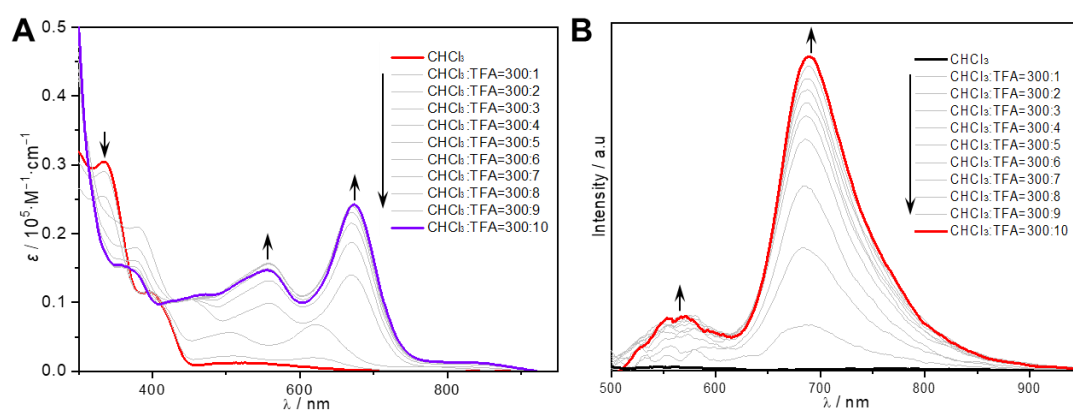 A
0.5
0.4
0.3
0.2
0.1
0.0
ε / 10⁵·M⁻¹·cm⁻¹
400
600
800
λ / nm
CHCl₃
CHCl₃:TFA=300:1
CHCl₃:TFA=300:2
CHCl₃:TFA=300:3
CHCl₃:TFA=300:4
CHCl₃:TFA=300:5
CHCl₃:TFA=300:6
CHCl₃:TFA=300:7
CHCl₃:TFA=300:8
CHCl₃:TFA=300:9
CHCl₃:TFA=300:10
B
Intensity / a.u
500
600
700
800
900
λ / nm
CHCl₃
CHCl₃:TFA=300:1
CHCl₃:TFA=300:2
CHCl₃:TFA=300:3
CHCl₃:TFA=300:4
CHCl₃:TFA=300:5
CHCl₃:TFA=300:6
CHCl₃:TFA=300:7
CHCl₃:TFA=300:8
CHCl₃:TFA=300:9
CHCl₃:TFA=300:10